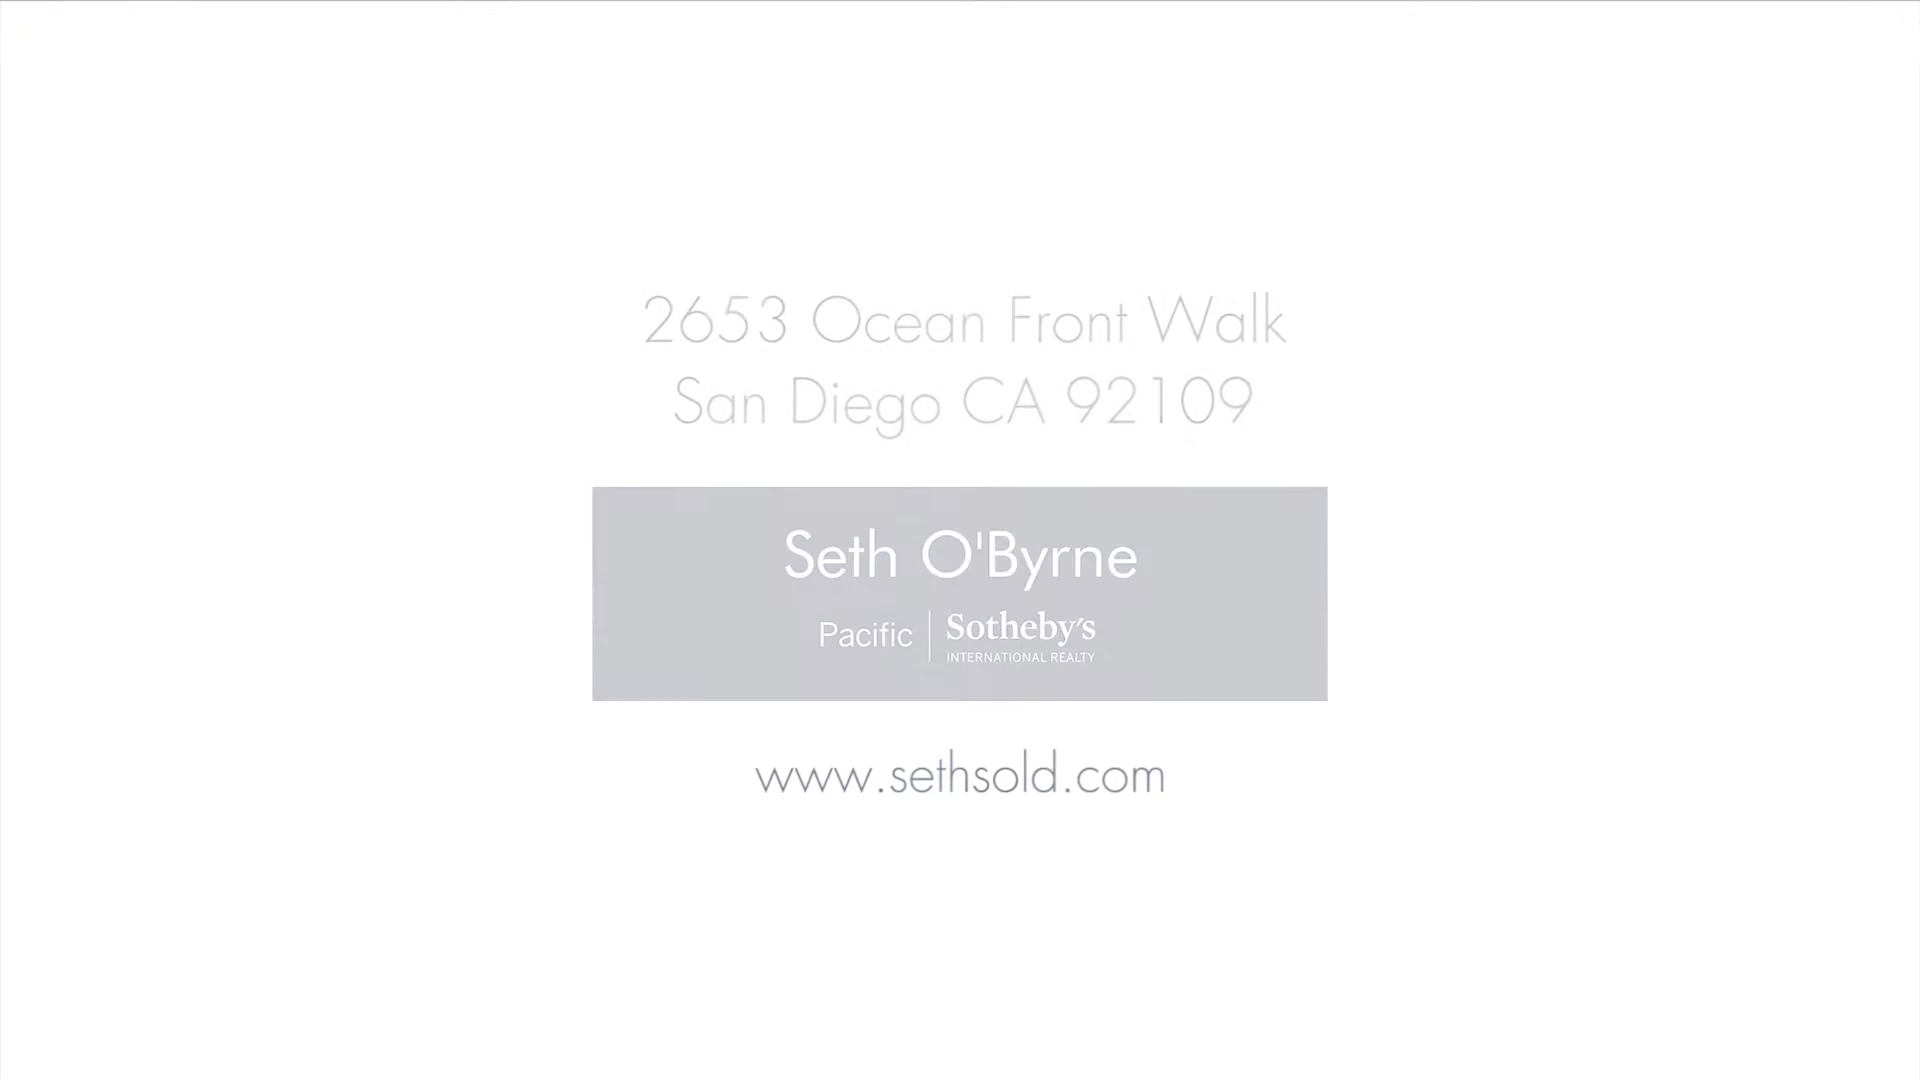 2653 Ocean Front Walk
San Diego CA 92109
Seth O'Byrne
Pacific | Sotheby's
INTERNATIONAL REALTY
www.sethsold.com